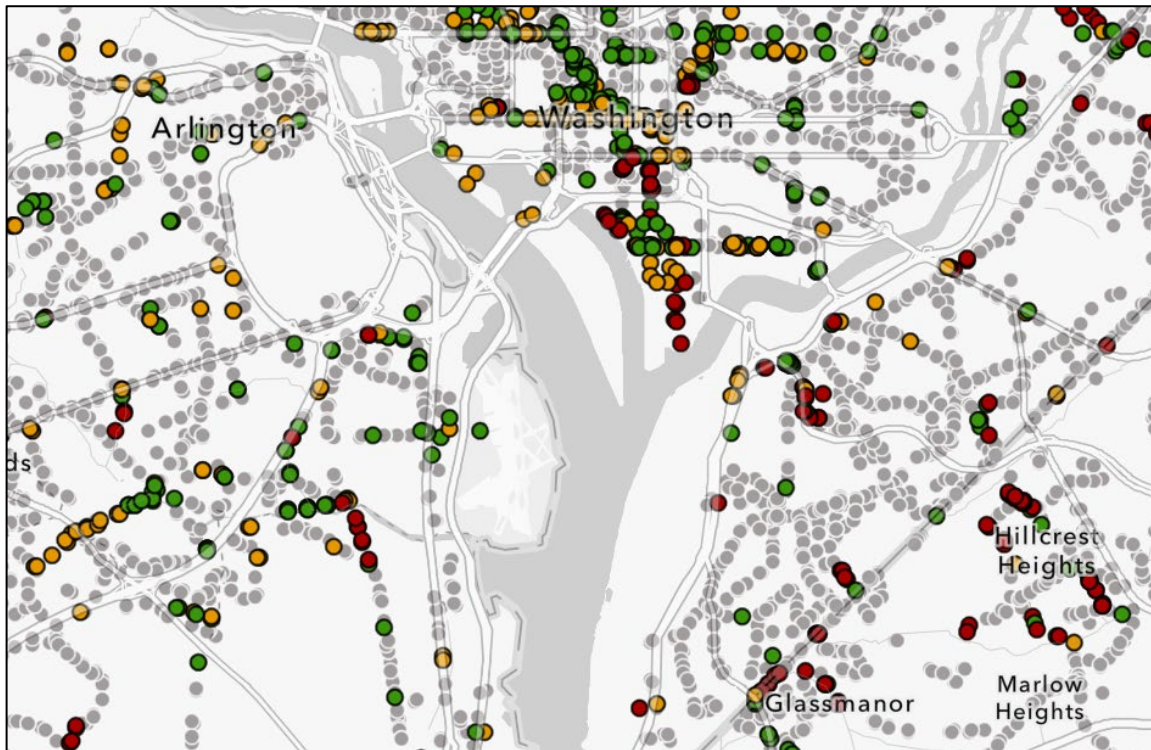 Arlington
Washington
ds
Hillcrest
Heights
Glassmanor
Marlow
Heights